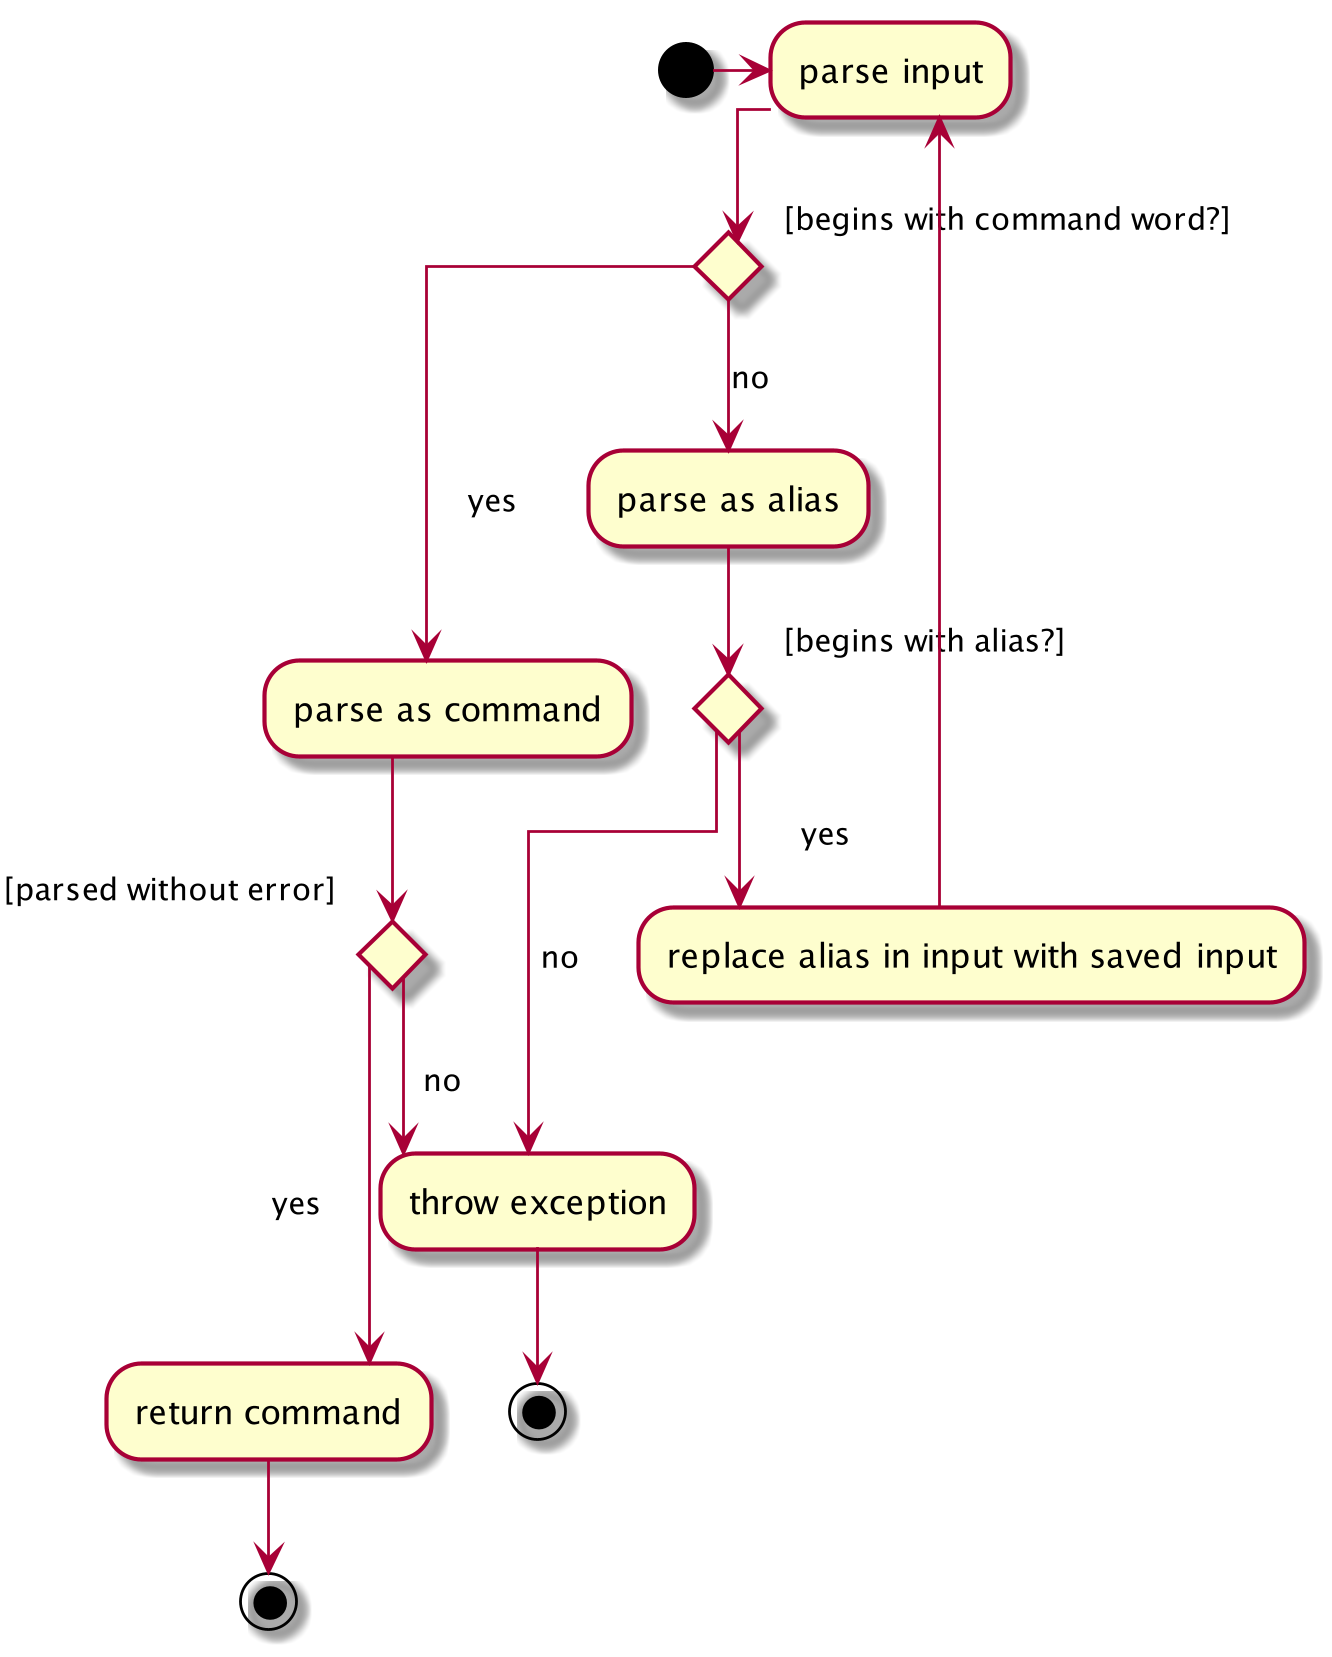 parse input
[begins with command word?]
no
yes
parse as alias
[begins with alias?]
parse as command
yes
[parsed without error]
no
replace alias in input with saved input
no
yes
throw exception
return command